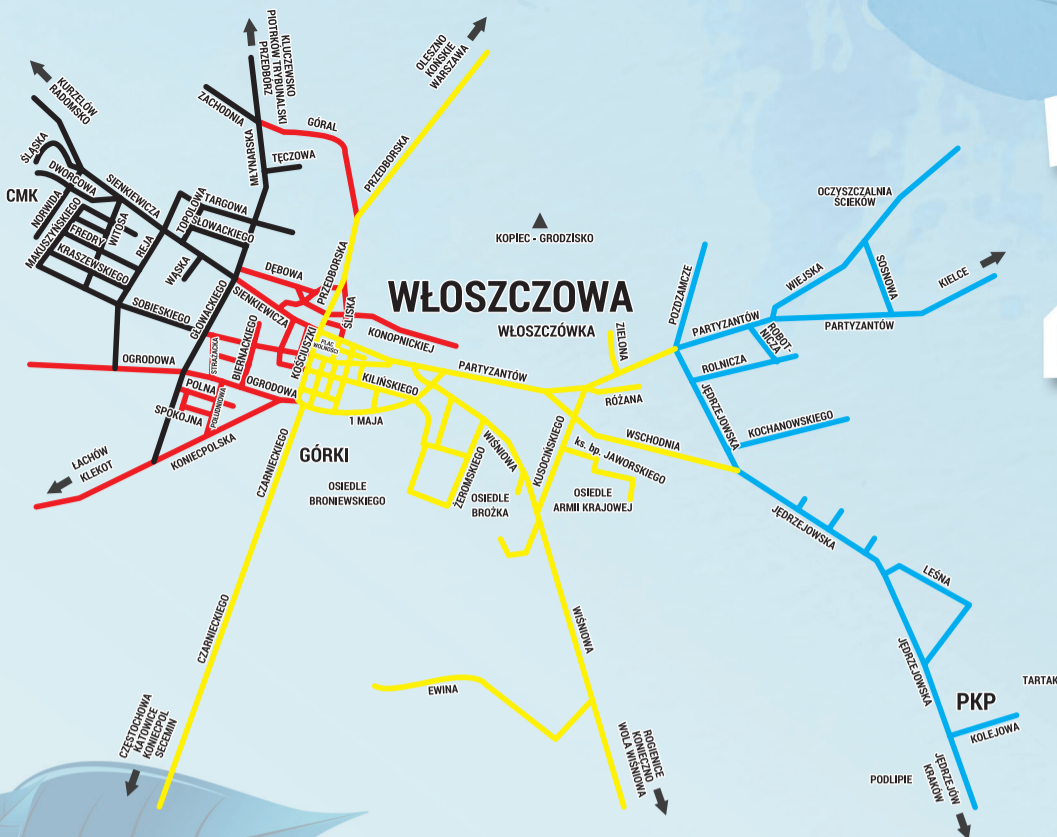 KLUCZEWSKO
PIOTRKÓW TRYBUNALSKI
PRZEDBÓRZ
OLESZNO
KOŃSKIE
WARSZAWA
KURZELÓW
RADOMSKO
ZACHODNIA
GÓRAL
MŁYNARSKA
TĘCZOWA
PRZEDBORSKA
ŚLĄSKA
DWORCOWA
SIENKIEWICZA
CMK
NORWIDA
MAKUSZYŃSKIEGO
FREDRY
WITOSA
KRASZEWSKIEGO
REJA
TOPOLOWA
TARGOWA
SŁOWACKIEGO
WĄSKA
SOBIESKIEGO
GŁOWACKIEGO
DĘBOWA
SIENKIEWICZA
PRZEDBORSKA
ŚLISKA
KONOPNICKIEJ
KOPIEC - GRODZISKO
WŁOSZCZOWA
WŁOSZCZÓWKA
OCZYSZCZALNIA
ŚCIEKÓW
WIEJSKA
SOSNOWA
KIELCE
POZDZAMCZE
PARTYZANTÓW
PARTYZANTÓW
ROBOT-
NICZA
ROLNICZA
ZIELONA
OGRODOWA
STRAŻACKA
BIERNACKIEGO
KOŚCIUSZKI
PLAC
WOLNOŚCI
PARTYZANTÓW
RÓŻANA
POLNA
POŁUDNIOWA
OGRODOWA
KILIŃSKIEGO
SPOKOJNA
1 MAJA
KONIECPOLSKA
ŁACHÓW
KLEKOT
CZARNIECKIEGO
GÓRKI
OSIEDLE
BRONIEWSKIEGO
ŻEROMSKIEGO
WIŚNIOWA
OSIEDLE
BROŻKA
KUSOCIŃSKIEGO
WSCHODNIA
ks. bp. JAWORSKIEGO
OSIEDLE
ARMII KRAJOWEJ
JĘDRZEJOWSKA
KOCHANOWSKIEGO
JĘDRZEJOWSKA
LEŚNA
CZARNIECKIEGO
WIŚNIOWA
JĘDRZEJOWSKA
EWINA
PKP
TARTAK
KOLEJOWA
CZĘSTOCHOWA
KATOWICE
KONIECPOL
SECEMIN
ROGIENICE
KONIECZNO
WOLA WIŚNIOWA
PODLIPIE
JĘDRZEJÓW
KRAKÓW